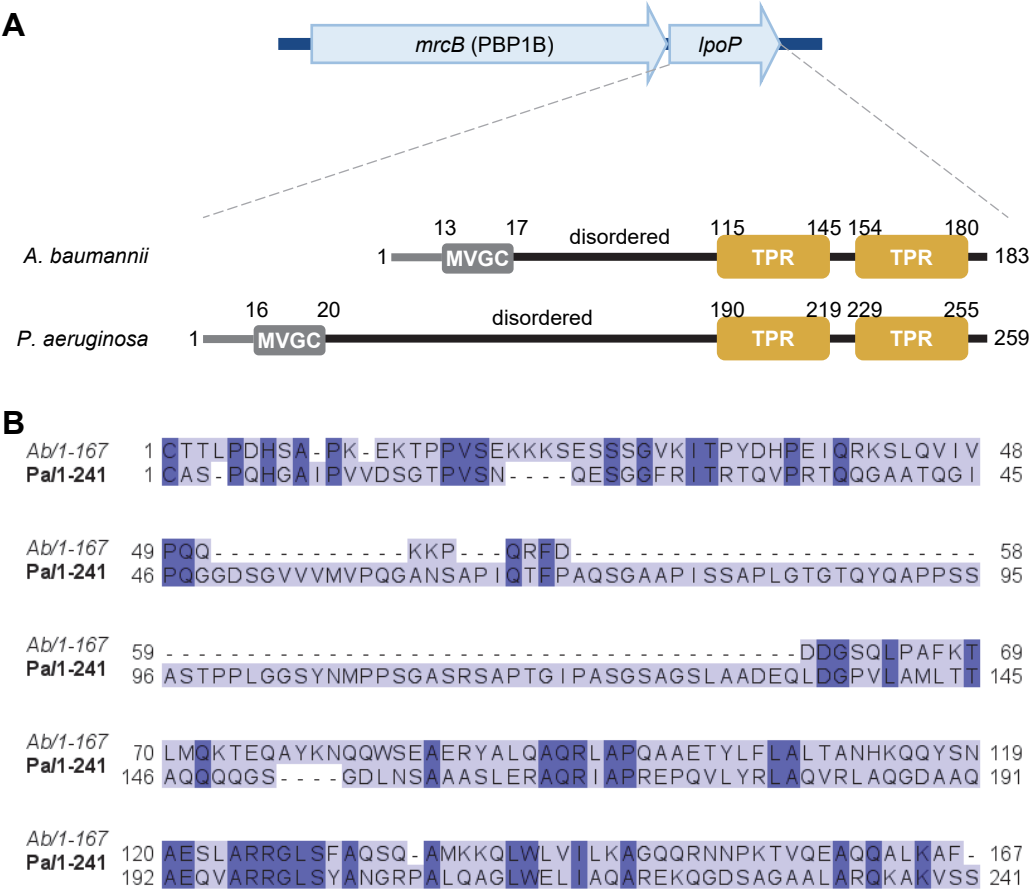 A
mrcB (PBP1B)
lpoP
A. baumannii
1
13
MVGC
17
disordered
115
TPR
145
154
TPR
180
183
P. aeruginosa
1
16
MVGC
20
disordered
190
TPR
219
229
TPR
255
259
B
Ab/1-167 1 CTTLPDHSA-PK-EKTPPVSEKKKSESSSGVKITPYDHPEIQRKSLQVIV 48
Pa/1-241 1 CAS-PQHGAIPVVDSGTPVSN----QESGGFRITRTQVPRTQQGAATQGI 45
Ab/1-167 49 PQQ------------KKP---QRFD------------------------- 58
Pa/1-241 46 PQGGDSGVVVMVPQGANSAPIQTFPAQSGAAPISSAPLGTGTQYQAPPSS 95
Ab/1-167 59 ---------------------------------------DDGSQLPAFKT 69
Pa/1-241 96 ASTPPLGGSYNMPPSGASRSAPTGIPASGSAGSLAADEQLDGPVLAMLTT 145
Ab/1-167 70 LMQKTEQAYKNQQWSEAERYALQAQRLAPQAAETYLFLALTANHKQQYSN 119
Pa/1-241 146 AQQQQGS----GDLNSAAASLERAQRIAPREPQVLYRLAQVRLAQGDAAQ 191
Ab/1-167 120 AESLARRGLSFAQSQ-AMKKQLWLVILKAGQQRNNPKTVQEAQQALKAF- 167
Pa/1-241 192 AEQVARRGLSYANGRPALQAGLWELIAQAREKQGDSAGAALARQKAKVSS 241